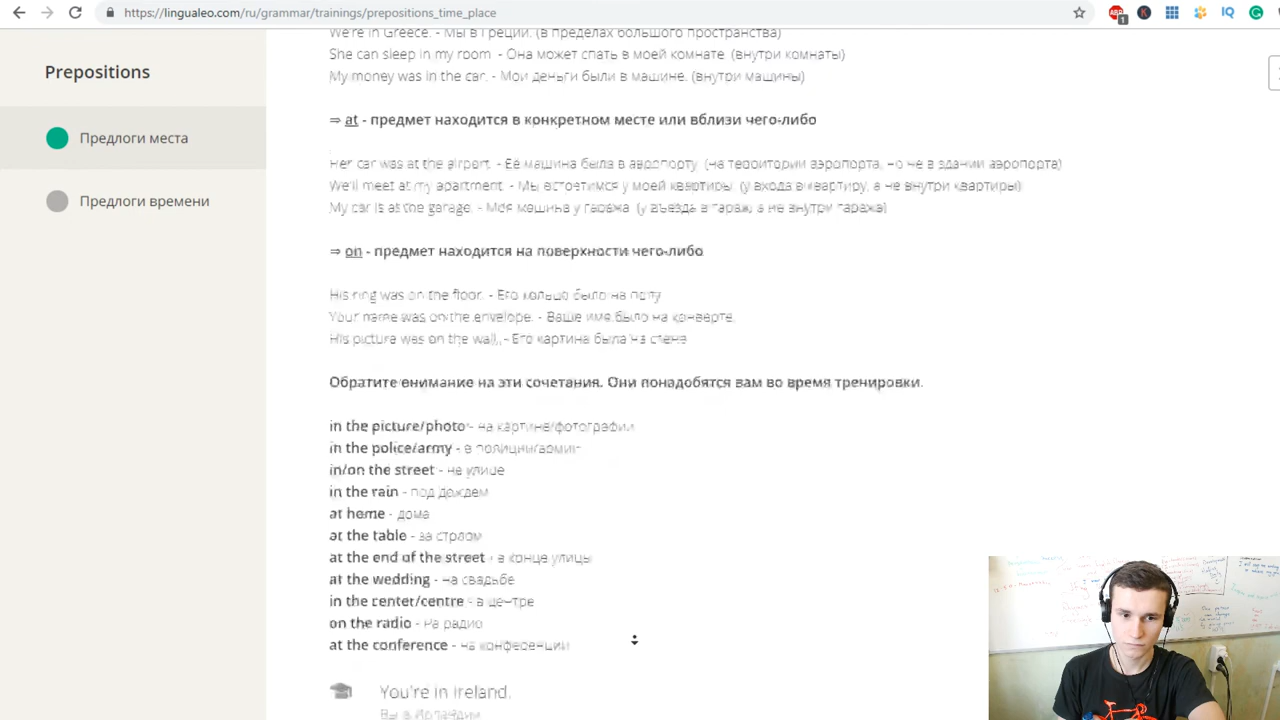 https://lingualeo.com/ru/grammar/trainings/prepositions_time_place
ABP
1
K
IQ
G
Prepositions
Предлоги места
Предлоги времени
We're in Greece. - Мы в Греции. (в пределах большого пространства)
She can sleep in my room - Она может спать в моей комнате (внутри комнаты)
My money was in the car. - Мои деньги были в машине. (внутри машины)
⇒ at - предмет находится в конкретном месте или вблизи чего-либо
Her car was at the airport. - Её машина была в аэропорту (на территории аэропорта, но не в здании аэропорта)
We'll meet at my apartment. - Мы встретимся у моей квартиры. (у входа в квартиру, а не внутри квартиры)
My car is at the garage. - Моя машина у гаража (у въезда в гараж, а не внутри гаража)
⇒ on - предмет находится на поверхности чего-либо
His ring was on the floor. - Его кольцо было на полу
Your name was on the envelope. - Ваше имя было на конверте.
His picture was on the wall. - Его картина была на стене
Обратите внимание на эти сочетания. Они понадобятся вам во время тренировки.
in the picture/photo - на картине/фотографии
in the police/army - в полиции/армии
in/on the street - на улице
in the rain - под дождем
at home - дома
at the table - за столом
at the end of the street - в конце улицы
at the wedding - на свадьбе
in the center/centre - в центре
on the radio - на радио
at the conference - на конференции
You're in Ireland.
Вы в Ирландии.